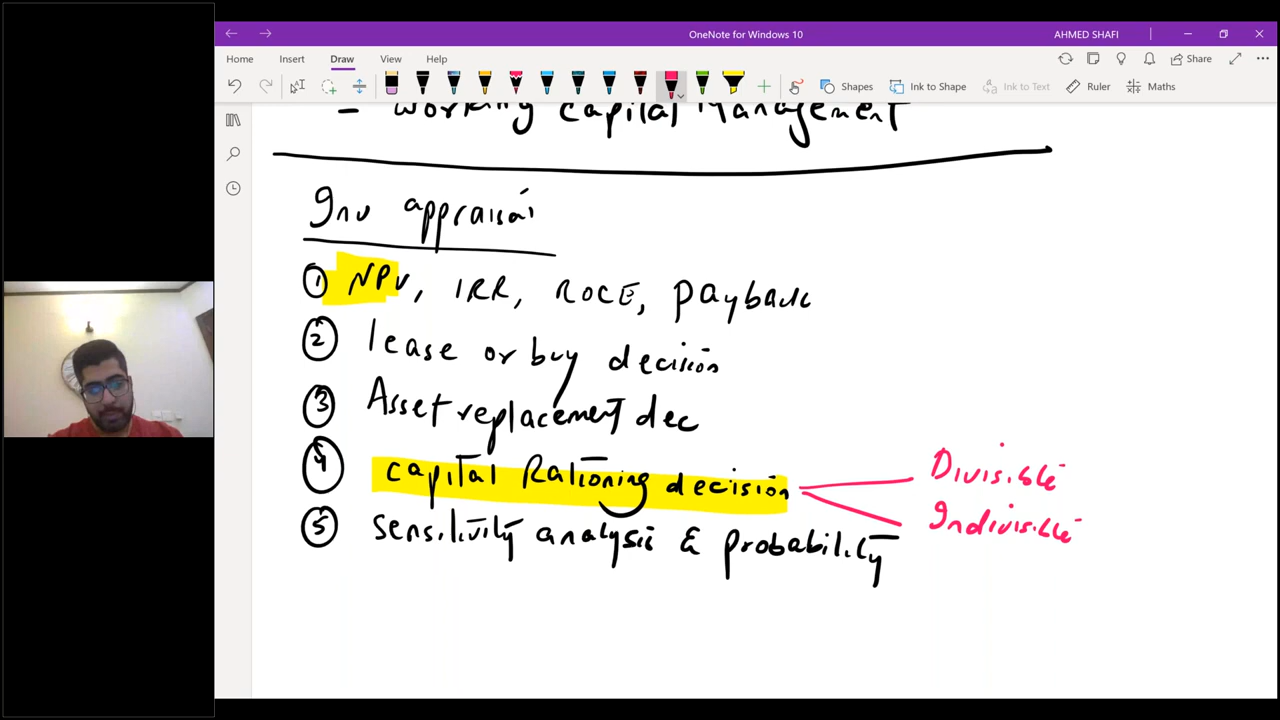 OneNote for Windows 10
AHMED SHAFI
Home Insert Draw View Help
Share
Shapes Ink to Shape Ink to Text Ruler Maths
- Working Capital Management
Inv appraisal
1 NPV, IRR, ROCE, payback
2 lease or buy decision
3 Asset replacement dec
4 capital Rationing decision
Divisible
Indivisible
5 sensitivity analysis & probability